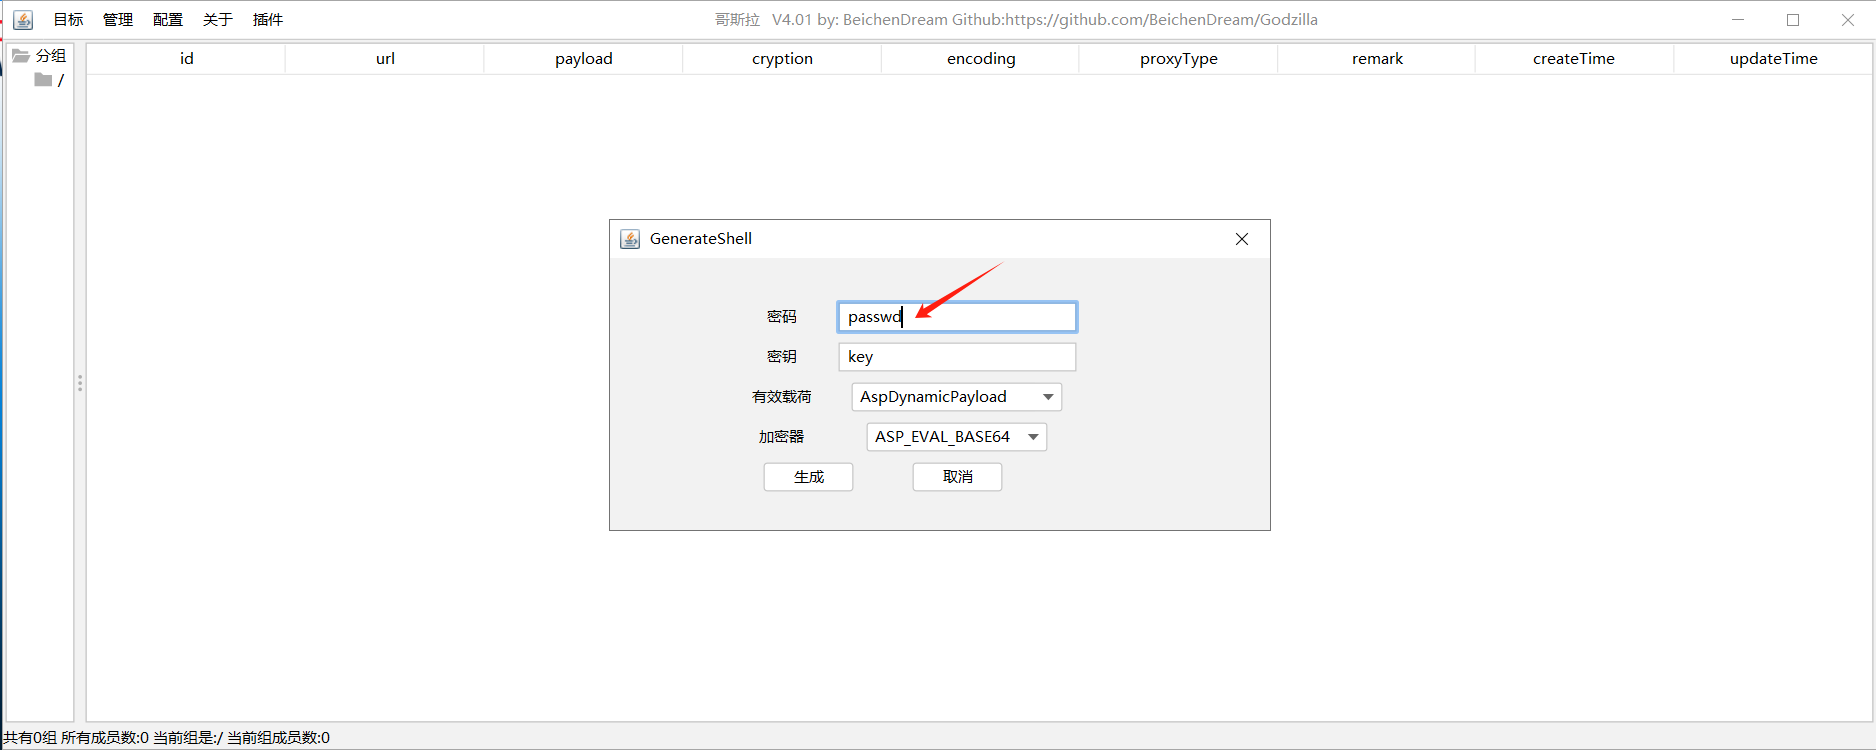 目标 管理 配置 关于 插件 哥斯拉 V4.01 by: BeichenDream Github:https://github.com/BeichenDream/Godzilla
分组
/
id url payload cryption encoding proxyType remark createTime updateTime
GenerateShell
密码 passwd
密钥 key
有效载荷 AspDynamicPayload
加密器 ASP_EVAL_BASE64
生成 取消
共有0组 所有成员数:0 当前组是:/ 当前组成员数:0